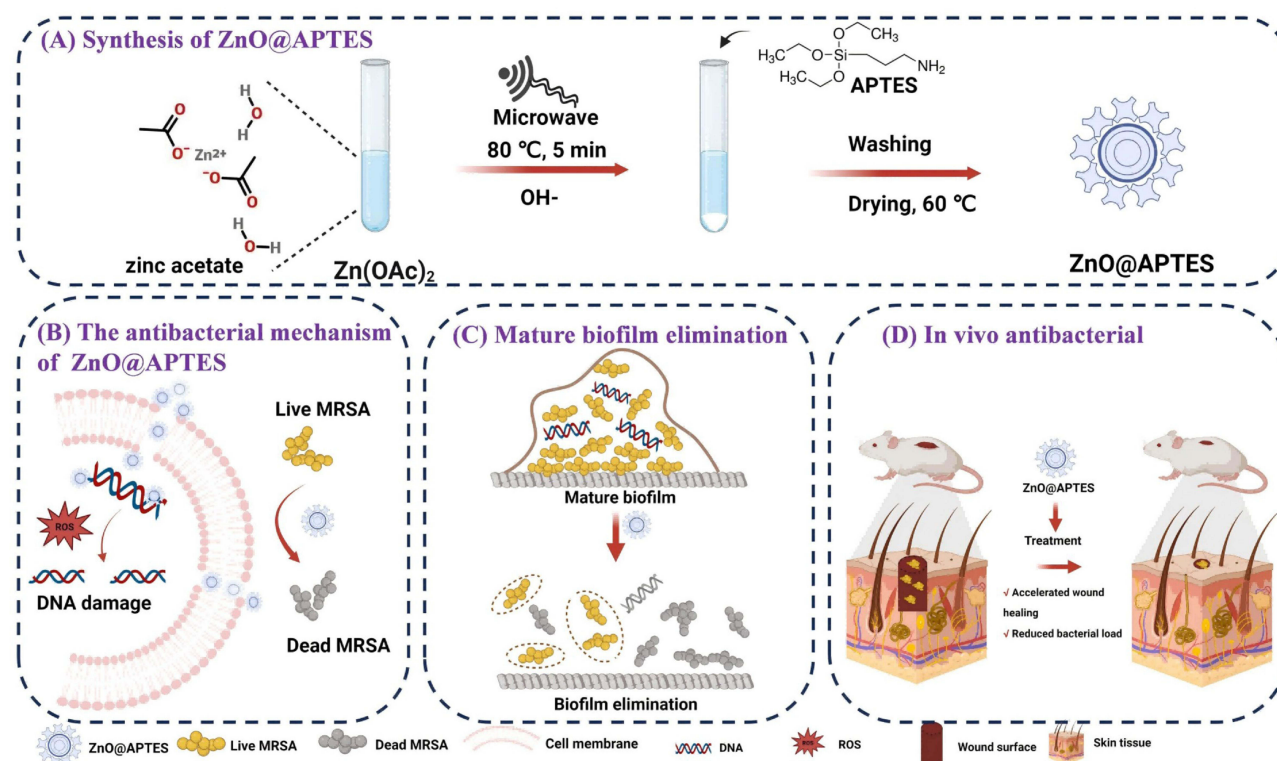 (A) Synthesis of ZnO@APTES
O
O⁻
Zn²⁺
⁻O
O
H
O
H
H
O
H
zinc acetate
Zn(OAc)₂
Microwave
80 ℃, 5 min
OH-
H₃C
O
O
CH₃
O
Si
NH₂
H₃C
O
APTES
Washing
Drying, 60 ℃
ZnO@APTES
(B) The antibacterial mechanism
of ZnO@APTES
Live MRSA
ROS
DNA damage
Dead MRSA
(C) Mature biofilm elimination
Mature biofilm
Biofilm elimination
(D) In vivo antibacterial
ZnO@APTES
Treatment
√ Accelerated wound
healing
√ Reduced bacterial load
ZnO@APTES
Live MRSA
Dead MRSA
Cell membrane
DNA
ROS
ROS
Wound surface
Skin tissue